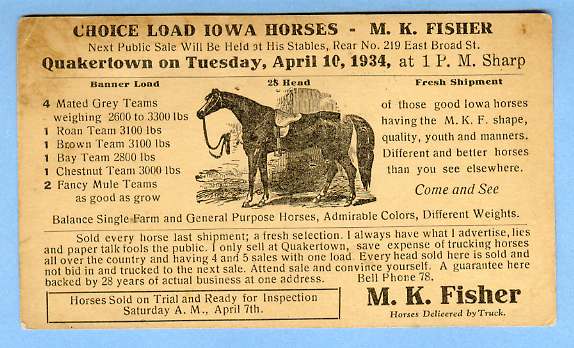 CHOICE LOAD IOWA HORSES - M. K. FISHER
Next Public Sale Will Be Held at His Stables, Rear No. 219 East Broad St.
Quakertown on Tuesday, April 10, 1934, at 1 P. M. Sharp
Banner Load
28 Head
Fresh Shipment
4 Mated Grey Teams
weighing 2600 to 3300 lbs
1 Roan Team 3100 lbs
1 Brown Team 3100 lbs
1 Bay Team 2800 lbs
1 Chestnut Team 3000 lbs
2 Fancy Mule Teams
as good as grow
of those good Iowa horses
having the M. K. F. shape,
quality, youth and manners.
Different and better horses
than you see elsewhere.
Come and See
Balance Single Farm and General Purpose Horses, Admirable Colors, Different Weights.
Sold every horse last shipment; a fresh selection. I always have what I advertise, lies
and paper talk fools the public. I only sell at Quakertown, save expense of trucking horses
all over the country and having 4 and 5 sales with one load. Every head sold here is sold and
not bid in and trucked to the next sale. Attend sale and convince yourself. A guarantee here
backed by 28 years of actual business at one address. Bell Phone 78.
Horses Sold on Trial and Ready for Inspection
Saturday A. M., April 7th.
M. K. Fisher
Horses Delivered by Truck.